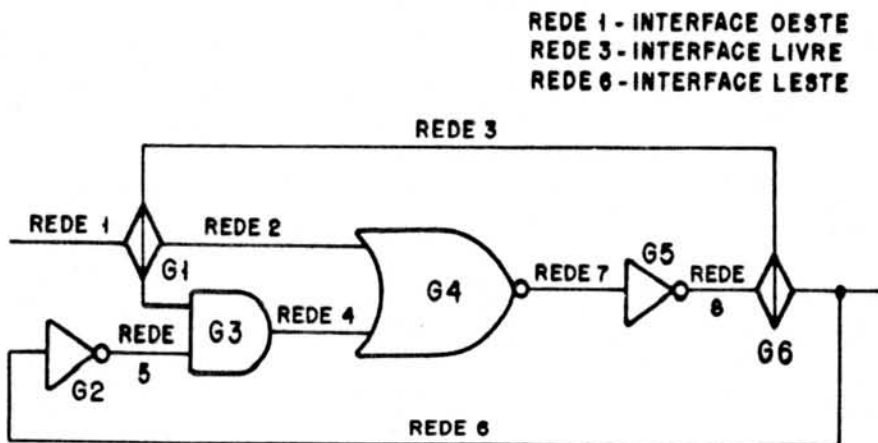 REDE 1 - INTERFACE OESTE
REDE 3 - INTERFACE LIVRE
REDE 6 - INTERFACE LESTE
REDE 3
REDE 1
REDE 2
G1
G4
G5
REDE 7
REDE
8
G6
G3
REDE 4
REDE
5
G2
REDE 6